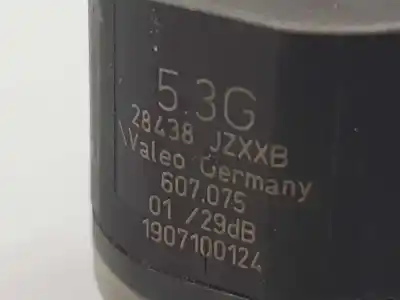 5.3G
28438 JZXXB
\Valeo Germany
607.075
01 /29dB
1907100124